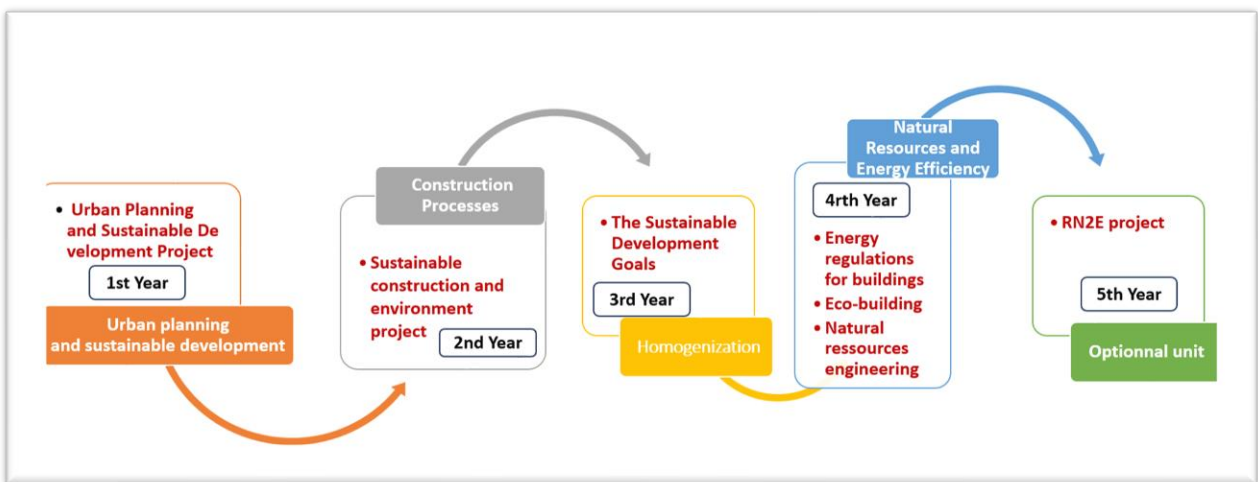 • Urban Planning
and Sustainable De
velopment Project
1st Year
Urban planning
and sustainable development
Construction
Processes
• Sustainable
construction and
environment
project
2nd Year
• The Sustainable
Development
Goals
3rd Year
Homogenization
Natural
Resources and
Energy Efficiency
4rth Year
• Energy
regulations
for buildings
• Eco-building
• Natural
ressources
engineering
• RN2E project
5th Year
Optionnal unit